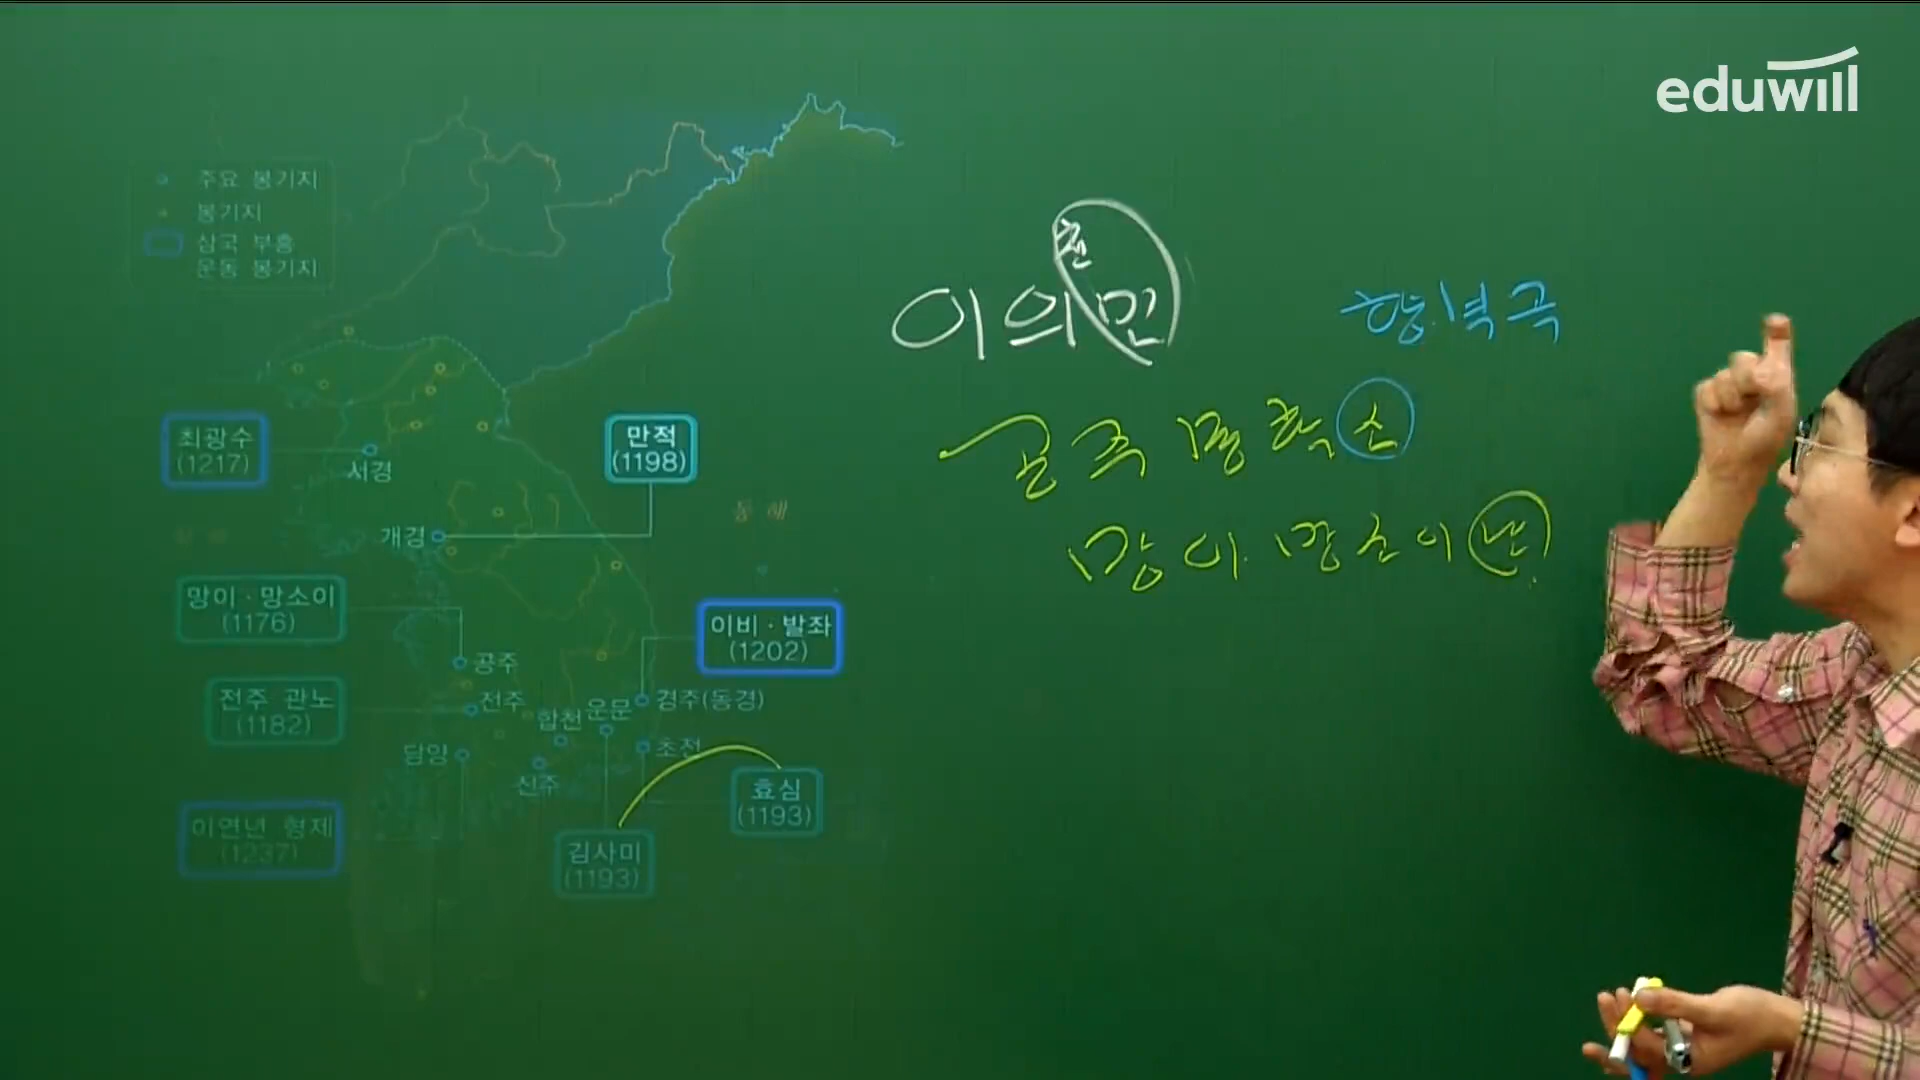 eduwill
주요 봉기지
봉기지
삼국 부흥
운동 봉기지
천
이의민
향부곡
공주 명학소
망이 망소이 난
최광수
(1217)
서경
만적
(1198)
동해
개경
망이·망소이
(1176)
공주
이비·발좌
(1202)
전주 관노
(1182)
전주
합천
운문
경주(동경)
담양
진주
초전
효심
(1193)
이연년 형제
(1237)
김사미
(1193)